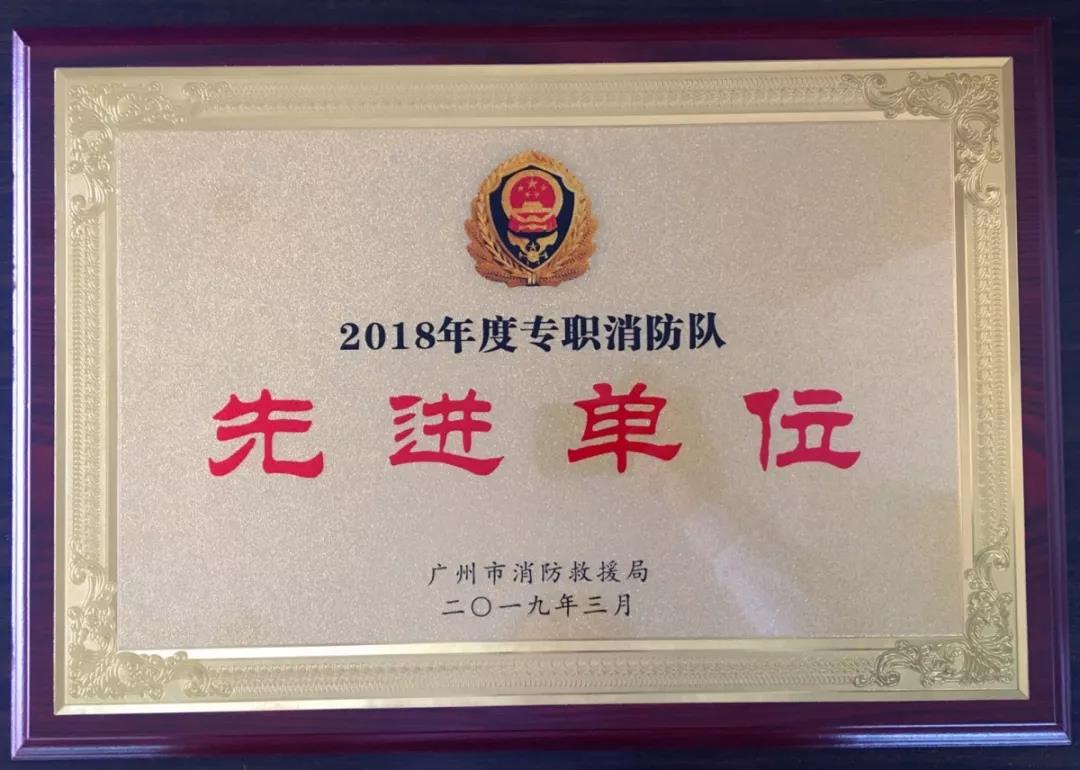 2018年度专职消防队
先进单位
广州市消防救援局
二〇一九年三月